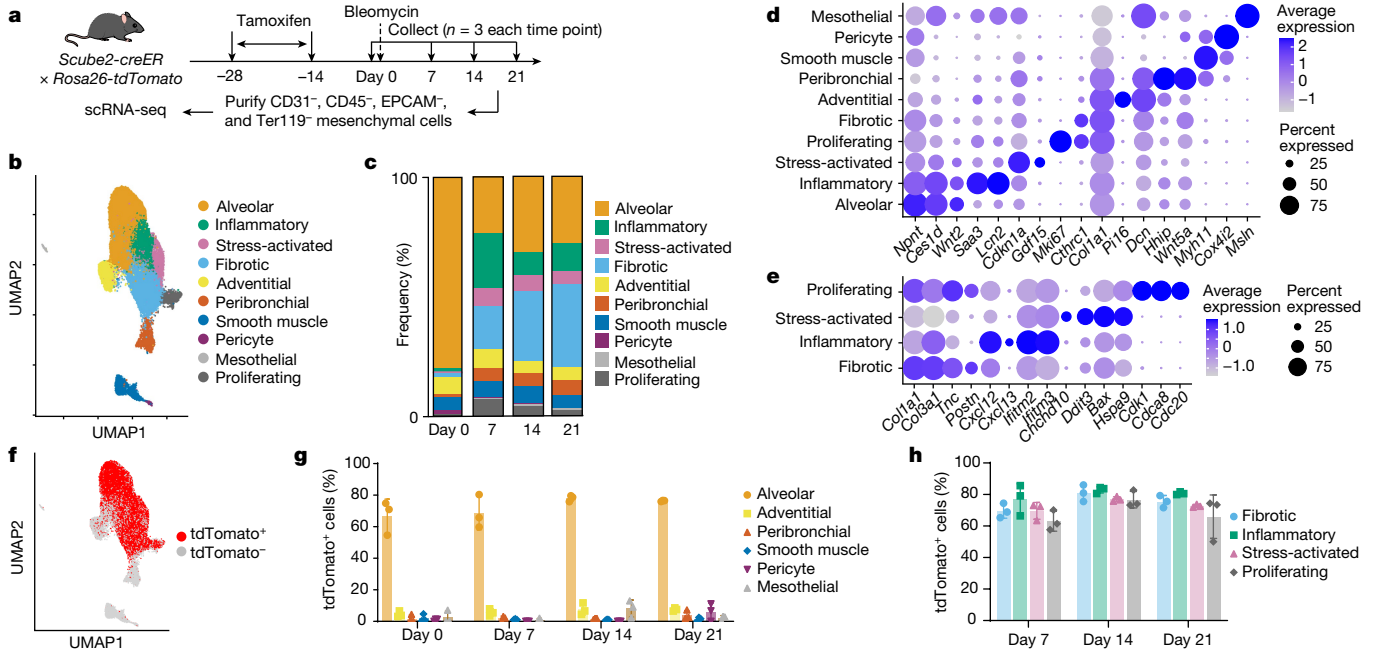 a
Tamoxifen
Bleomycin
Collect (n = 3 each time point)
Scube2-creER
× Rosa26-tdTomato
−28
−14
Day 0
7
14
21
scRNA-seq
Purify CD31−, CD45−, EPCAM−,
and Ter119− mesenchymal cells
b
UMAP2
UMAP1
Alveolar
Inflammatory
Stress-activated
Fibrotic
Adventitial
Peribronchial
Smooth muscle
Pericyte
Mesothelial
Proliferating
c
Frequency (%)
100
0
Day 0
7
14
21
Alveolar
Inflammatory
Stress-activated
Fibrotic
Adventitial
Peribronchial
Smooth muscle
Pericyte
Mesothelial
Proliferating
d
Mesothelial
Pericyte
Smooth muscle
Peribronchial
Adventitial
Fibrotic
Proliferating
Stress-activated
Inflammatory
Alveolar
Npnt
Ces1d
Wnt2
Saa3
Lcn2
Cdkn1a
Gdf15
Mki67
Cthrc1
Col1a1
Pi16
Dcn
Hhip
Wnt5a
Myh11
Cox4i2
Msln
Average
expression
2
1
0
−1
Percent
expressed
25
50
75
e
Proliferating
Stress-activated
Inflammatory
Fibrotic
Col1a1
Col3a1
Tnc
Postn
Cxcl12
Cxcl13
Ifitm2
Ifitm3
Chchd10
Ddit3
Bax
Hspa9
Cdk1
Cdca8
Cdc20
Average
expression
1.0
0
−1.0
Percent
expressed
25
50
75
f
UMAP2
UMAP1
tdTomato+
tdTomato−
g
tdTomato+ cells (%)
100
80
60
40
20
0
Day 0
Day 7
Day 14
Day 21
Alveolar
Adventitial
Peribronchial
Smooth muscle
Pericyte
Mesothelial
h
tdTomato+ cells (%)
100
80
60
40
20
0
Day 7
Day 14
Day 21
Fibrotic
Inflammatory
Stress-activated
Proliferating